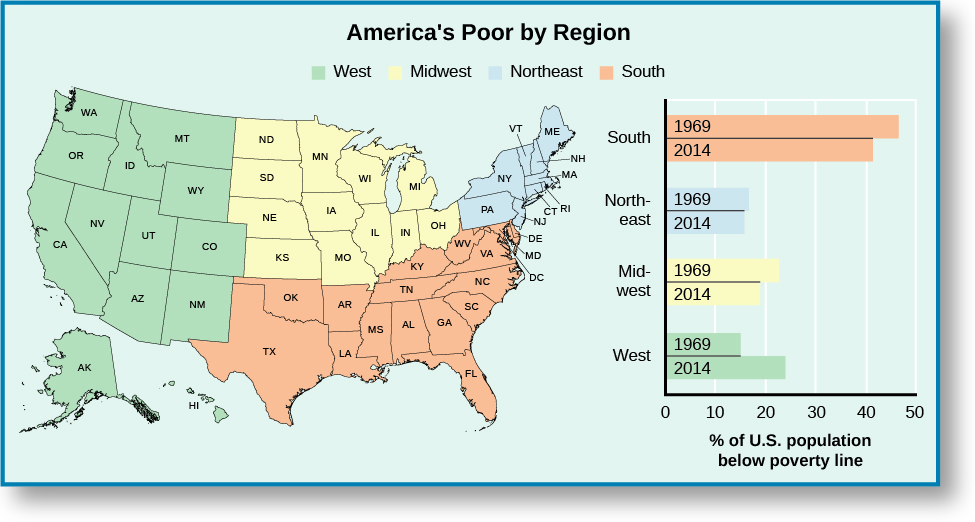 America's Poor by Region
West
Midwest
Northeast
South
WA
OR
ID
MT
WY
NV
CA
UT
CO
AZ
NM
AK
HI
ND
SD
NE
KS
MN
IA
MO
WI
IL
IN
MI
OH
OK
TX
AR
LA
MS
AL
GA
FL
TN
KY
WV
VA
NC
SC
DE
MD
DC
PA
NY
NJ
CT
RI
MA
NH
VT
ME
South
1969
2014
North-
east
1969
2014
Mid-
west
1969
2014
West
1969
2014
0 10 20 30 40 50
% of U.S. population
below poverty line